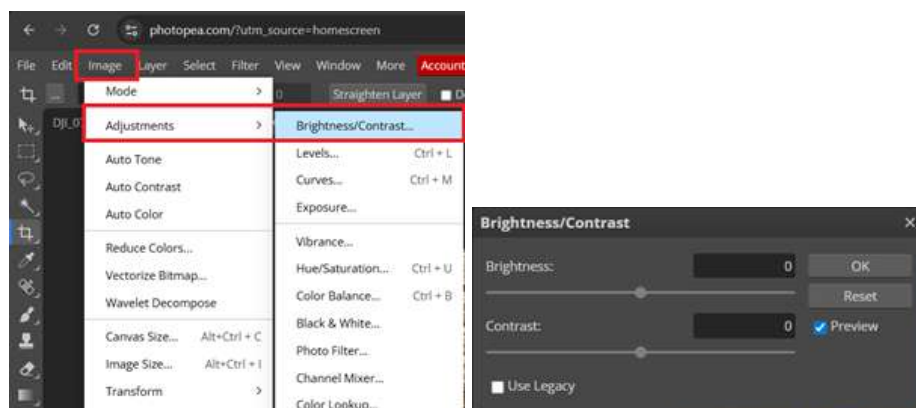 photopea.com/?utm_source=homescreen
File Edit Image Layer Select Filter View Window More Account
Mode >
0 Straighten Layer
DJI_0
Adjustments >
Brightness/Contrast...
Auto Tone
Levels... Ctrl + L
Auto Contrast
Curves... Ctrl + M
Auto Color
Exposure...
Reduce Colors...
Vibrance...
Vectorize Bitmap...
Hue/Saturation... Ctrl + U
Wavelet Decompose
Color Balance... Ctrl + B
Canvas Size... Alt+Ctrl + C
Black & White...
Image Size... Alt+Ctrl + I
Photo Filter...
Transform >
Channel Mixer...
Color Lookup...
Brightness/Contrast ×
Brightness: 0 OK
Reset
Contrast: 0 Preview
Use Legacy